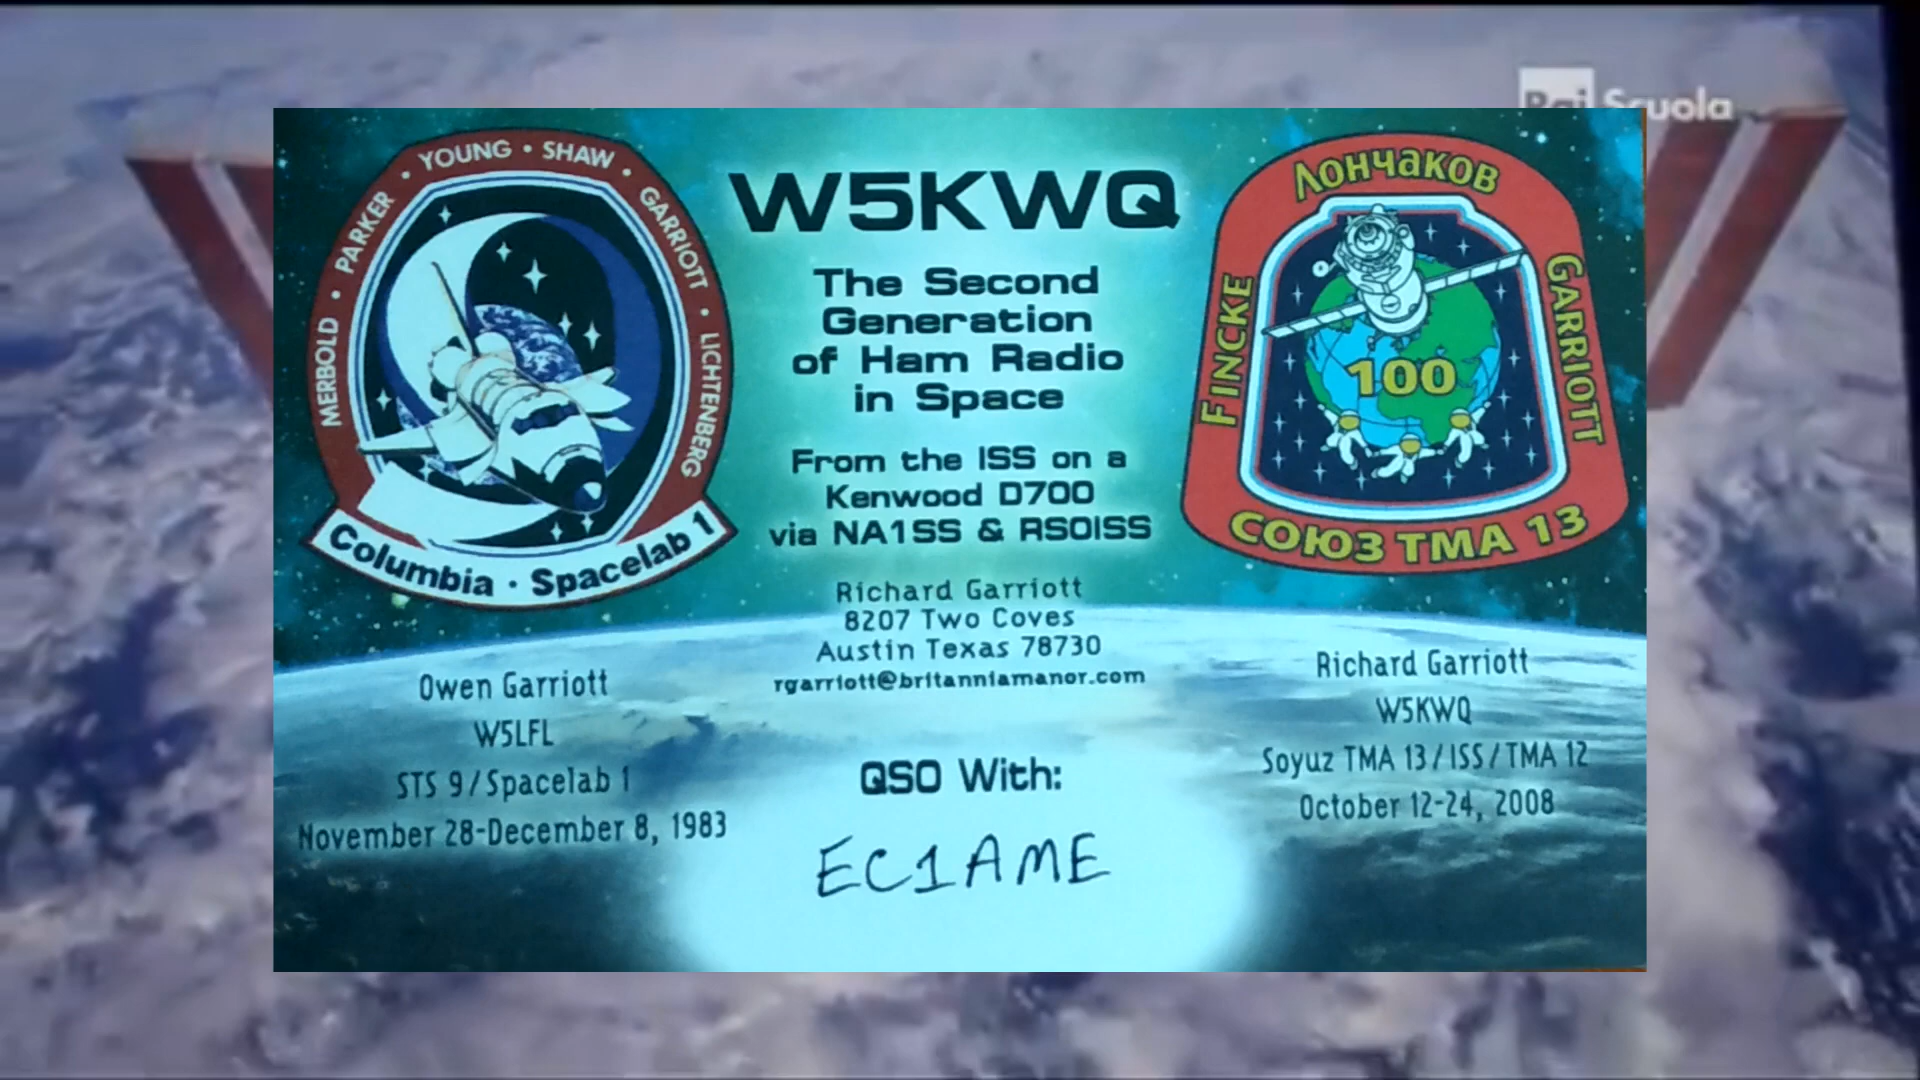 Rai Scuola
MERBOLD • PARKER • YOUNG • SHAW • GARRIOTT • LICHTENBERG
Columbia • Spacelab 1
W5KWQ
The Second
Generation
of Ham Radio
in Space
From the ISS on a
Kenwood D700
via NA1SS & RS0ISS
Richard Garriott
8207 Two Coves
Austin Texas 78730
rgarriott@britanniamanor.com
Лончаков
FINCKE
GARRIOTT
100
СОЮЗ ТМА 13
Owen Garriott
W5LFL
STS 9/Spacelab 1
November 28-December 8, 1983
QSO With:
EC1AME
Richard Garriott
W5KWQ
Soyuz TMA 13/ISS/TMA 12
October 12-24, 2008